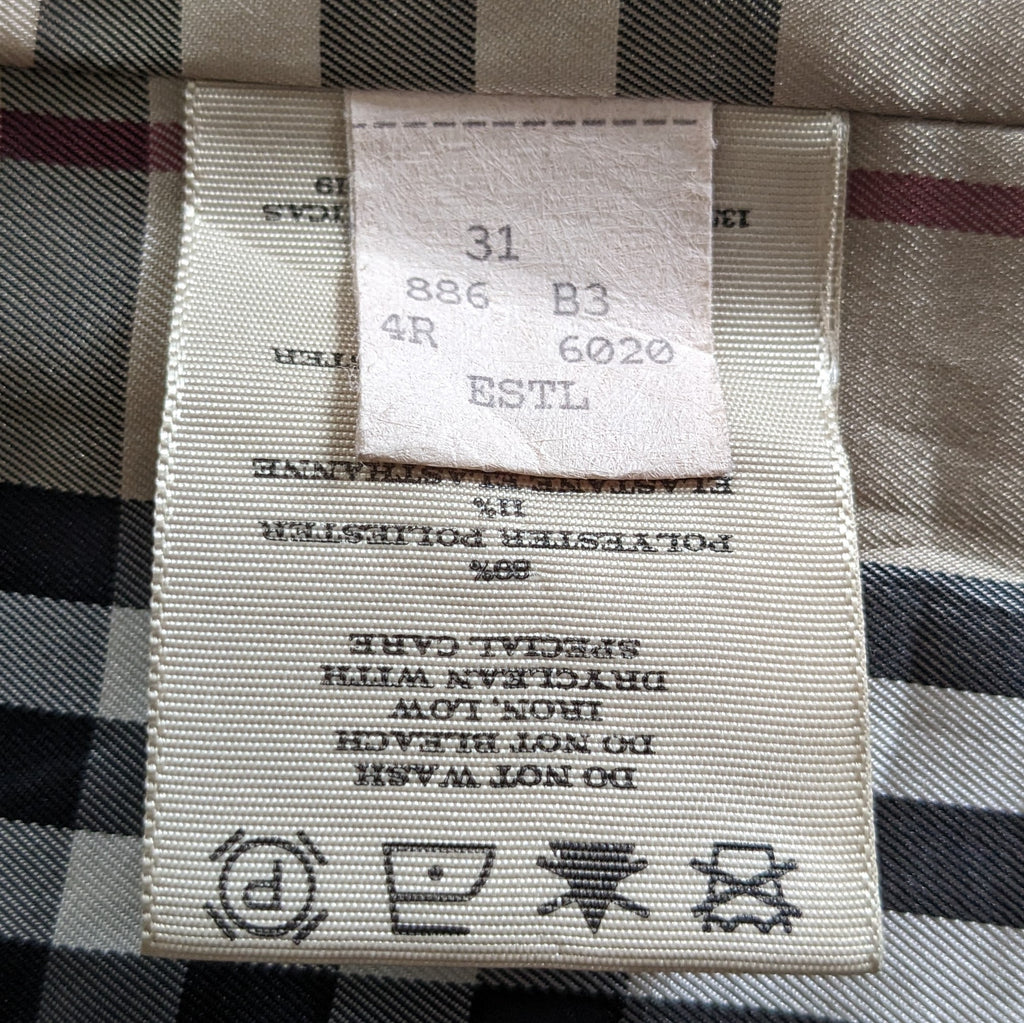 31
886 B3
4R 6020
ESTL
P
DO NOT WASH
DO NOT BLEACH
IRON, LOW
DRYCLEAN WITH
SPECIAL CARE
89%
POLYESTER POLIESTER
11%
ELASTANE ELASTHANNE